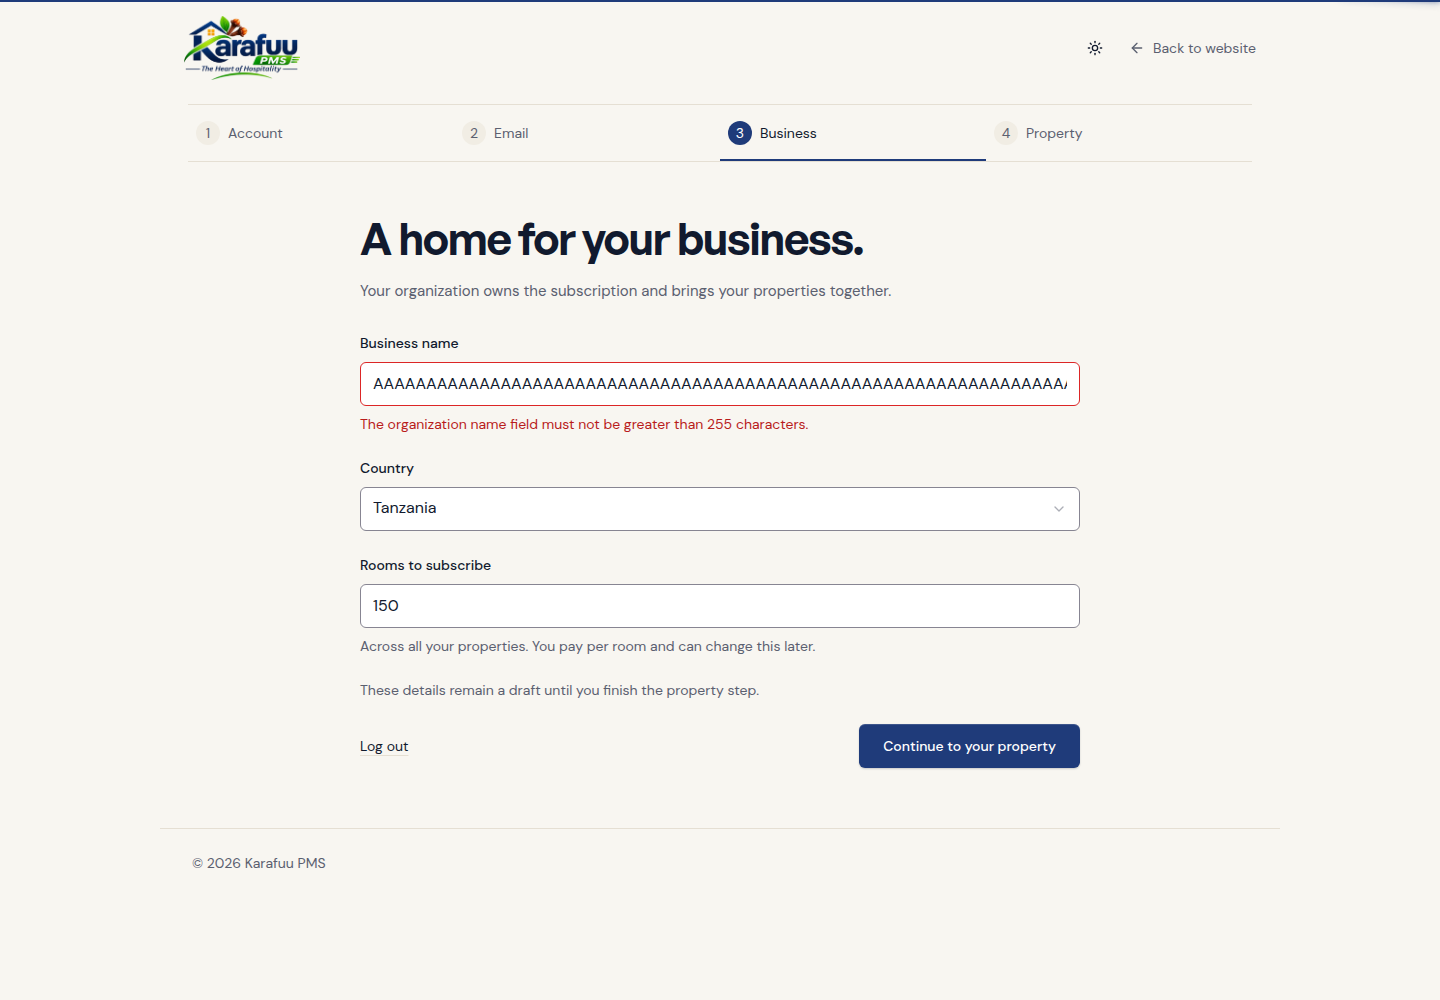 Karafuu
PMS
The Heart of Hospitality
Back to website
1 Account
2 Email
3 Business
4 Property
A home for your business.
Your organization owns the subscription and brings your properties together.
Business name
The organization name field must not be greater than 255 characters.
Country
Tanzania
Rooms to subscribe
150
Across all your properties. You pay per room and can change this later.
These details remain a draft until you finish the property step.
Log out
Continue to your property
© 2026 Karafuu PMS